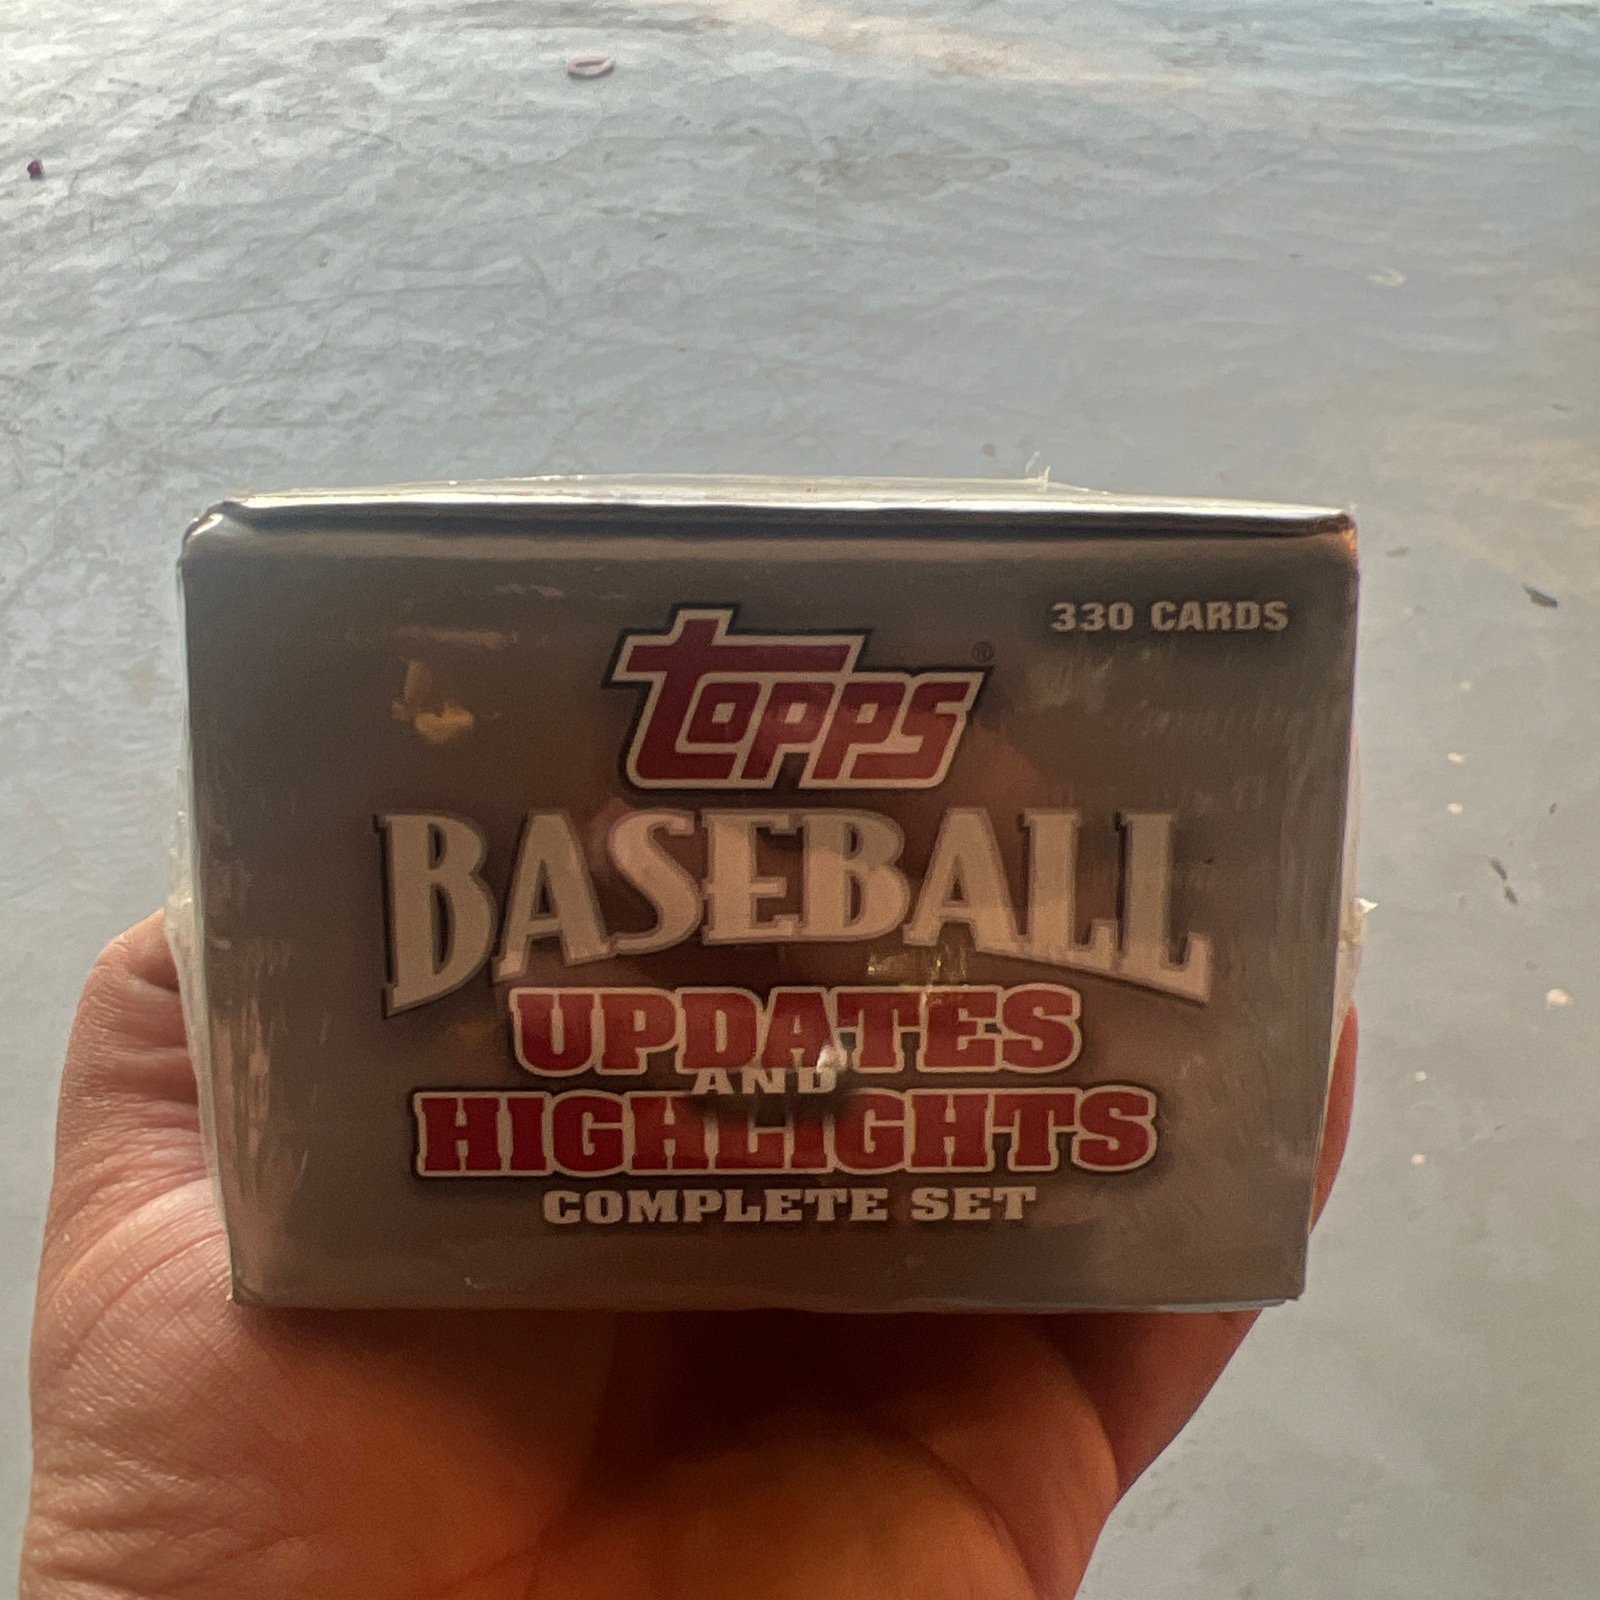 330 CARDS
topps ®
BASEBALL
UPDATES
AND
HIGHLIGHTS
COMPLETE SET